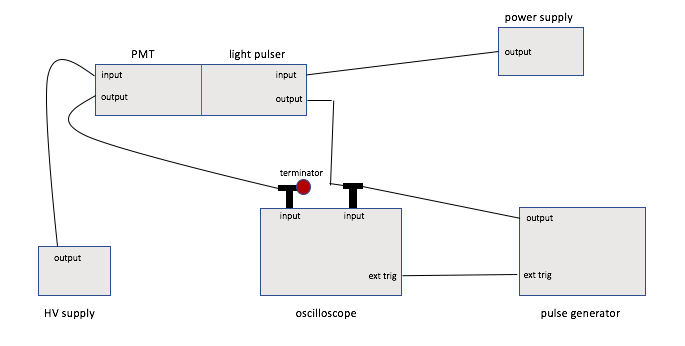 power supply
PMT
light pulser
output
input
input
output
output
terminator
input
input
output
output
ext trig
ext trig
HV supply
oscilloscope
pulse generator